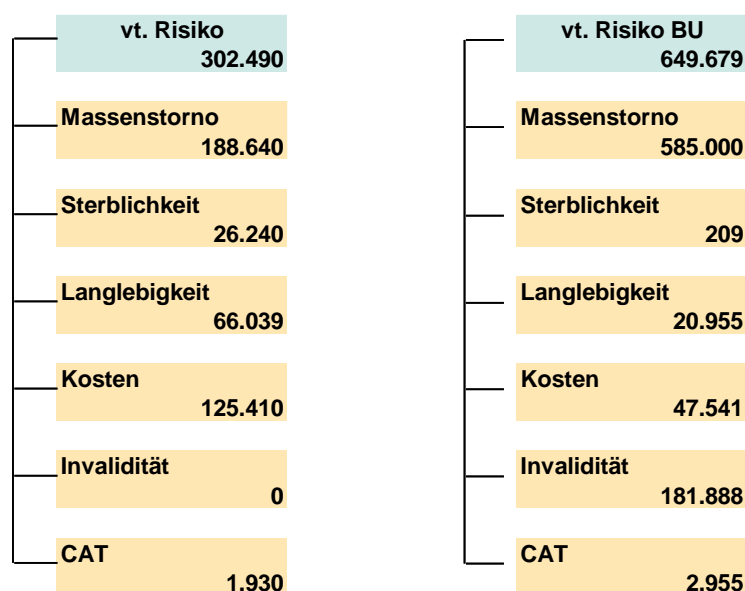 vt. Risiko
302.490
Massenstorno
188.640
Sterblichkeit
26.240
Langlebigkeit
66.039
Kosten
125.410
Invalidität
0
CAT
1.930
vt. Risiko BU
649.679
Massenstorno
585.000
Sterblichkeit
209
Langlebigkeit
20.955
Kosten
47.541
Invalidität
181.888
CAT
2.955